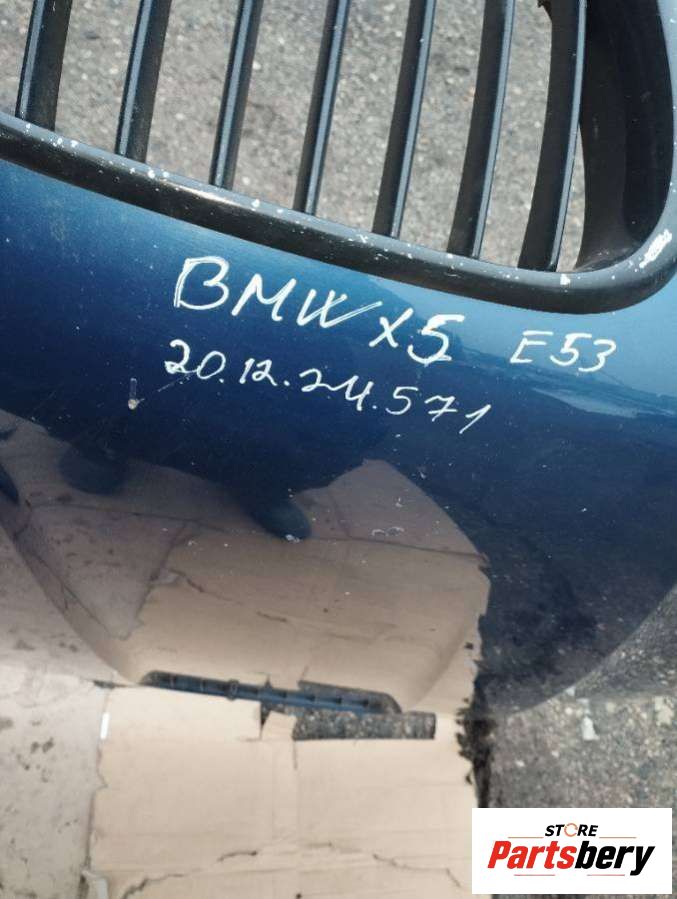 BMW X5 E53
20.12.24.571
STORE
Partsbery